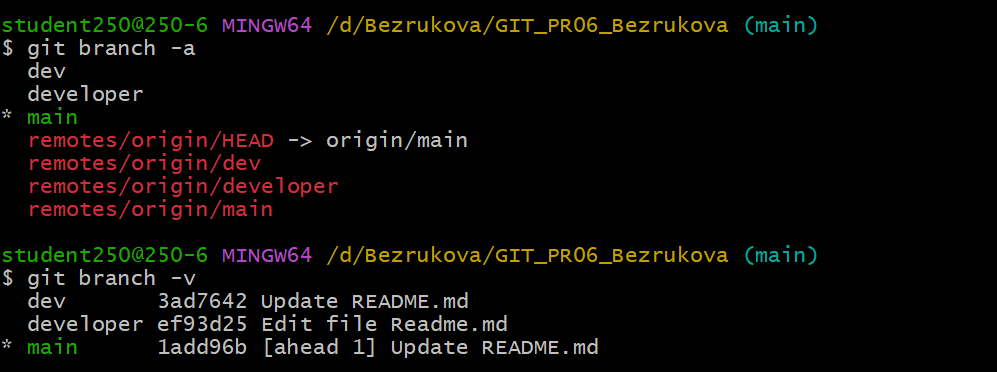 student250@250-6 MINGW64 /d/Bezrukova/GIT_PR06_Bezrukova (main)
$ git branch -a
  dev
  developer
* main
  remotes/origin/HEAD -> origin/main
  remotes/origin/dev
  remotes/origin/developer
  remotes/origin/main

student250@250-6 MINGW64 /d/Bezrukova/GIT_PR06_Bezrukova (main)
$ git branch -v
  dev       3ad7642 Update README.md
  developer ef93d25 Edit file Readme.md
* main      1add96b [ahead 1] Update README.md